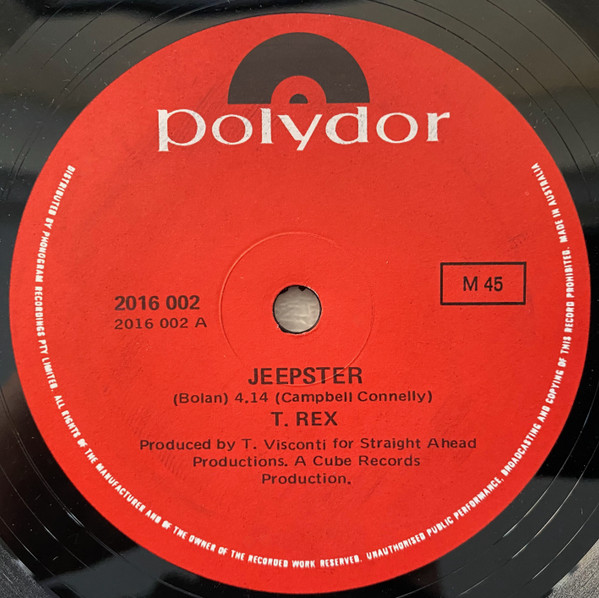 polydor
2016 002
2016 002 A
M 45
JEEPSTER
(Bolan) 4.14 (Campbell Connelly)
T. REX
Produced by T. Visconti for Straight Ahead
Productions. A Cube Records
Production.
DISTRIBUTED BY PHONOGRAM RECORDINGS PTY LIMITED. ALL RIGHTS OF THE MANUFACTURER AND OF THE OWNER OF THE RECORDED WORK RESERVED. UNAUTHORISED PUBLIC PERFORMANCE, BROADCASTING AND COPYING OF THIS RECORD PROHIBITED. MADE IN AUSTRALIA